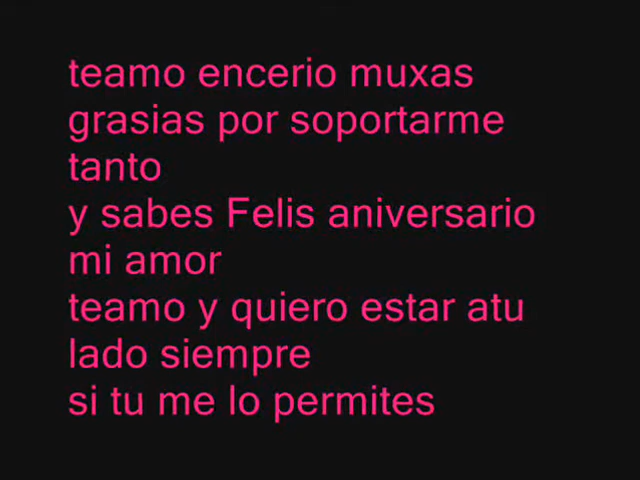 teamo encerio muxas
grasias por soportarme
tanto
y sabes Felis aniversario
mi amor
teamo y quiero estar atu
lado siempre
si tu me lo permites